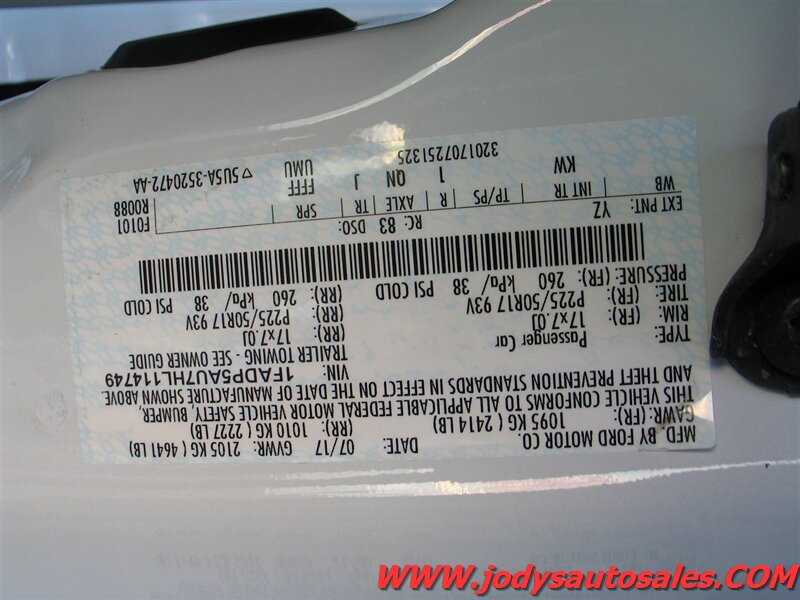 MFD. BY FORD MOTOR CO.
DATE: 07/17 GVWR: 2105 KG ( 4641 LB)
GAWR: (FR): 1095 KG ( 2414 LB) (RR): 1010 KG ( 2227 LB)
THIS VEHICLE CONFORMS TO ALL APPLICABLE FEDERAL MOTOR VEHICLE SAFETY, BUMPER,
AND THEFT PREVENTION STANDARDS IN EFFECT ON THE DATE OF MANUFACTURE SHOWN ABOVE.
VIN: 1FADP5AU7HL114749
TYPE: Passenger Car TRAILER TOWING - SEE OWNER GUIDE
RIM: (FR): 17x7.0J (RR): 17x7.0J
TIRE: (FR): P225/50R17 93V (RR): P225/50R17 93V
PRESSURE: (FR): 260 kPa/ 38 PSI COLD (RR): 260 kPa/ 38 PSI COLD
EXT PNT: YZ RC: 83 DSO: F0101
WB INT TR TP/PS R AXLE TR SPR R0088
KW 1 QN J FFFF
UMU
3201707251325 ▽5U5A-3520472-AA
WWW.jodysautosales.COM